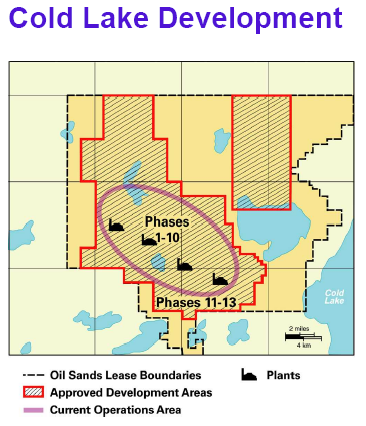 Cold Lake Development
Phases
1-10
Phases 11-13
Cold
Lake
2 miles
4 km
Oil Sands Lease Boundaries
Plants
Approved Development Areas
Current Operations Area